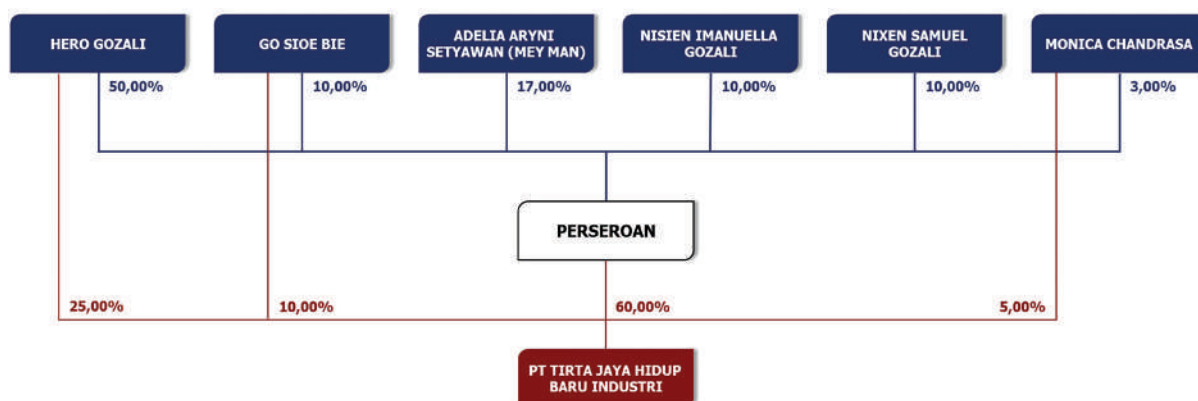 HERO GOZALI
GO SIOE BIE
ADELIA ARYNI
SETYAWAN (MEY MAN)
NISIEN IMANUELLA
GOZALI
NIXEN SAMUEL
GOZALI
MONICA CHANDRASA
50,00%
10,00%
17,00%
10,00%
10,00%
3,00%
PERSEROAN
25,00%
10,00%
60,00%
5,00%
PT TIRTA JAYA HIDUP
BARU INDUSTRI